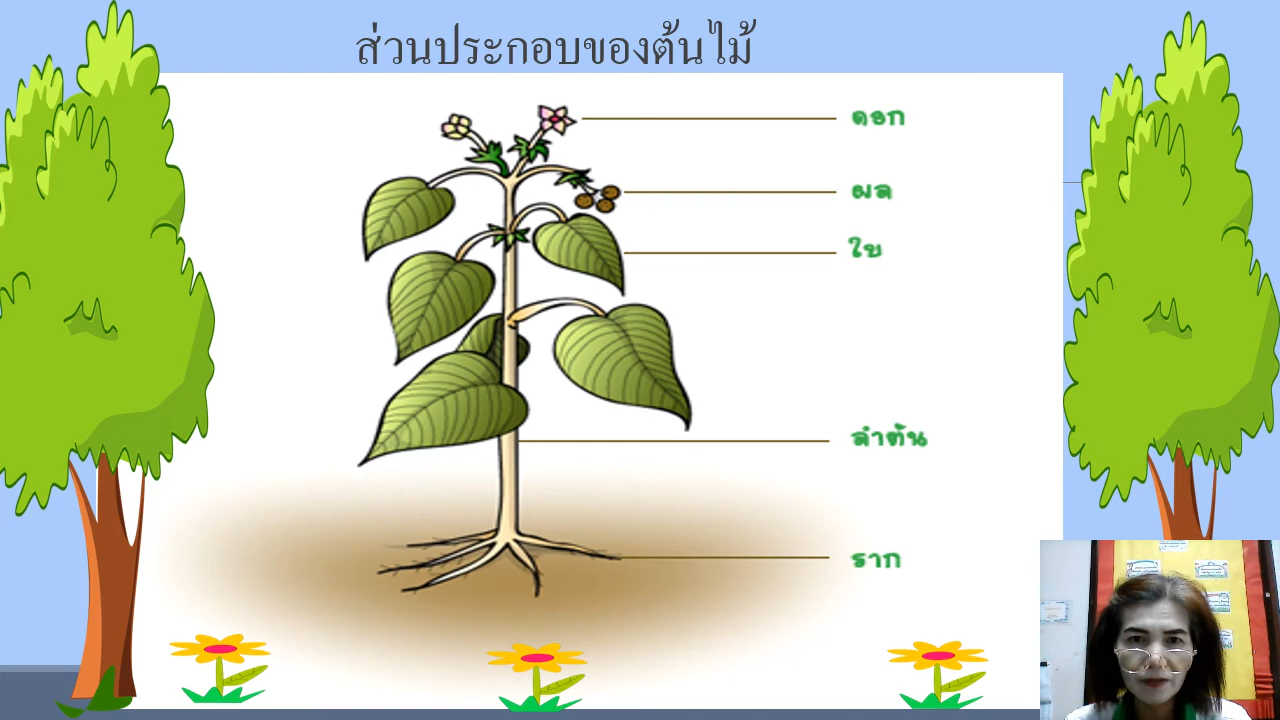 ส่วนประกอบของต้นไม้
ดอก
ผล
ใบ
ลำต้น
ราก